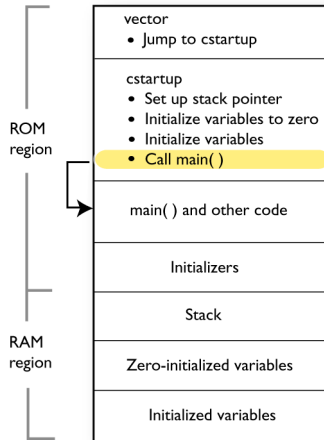 vector
• Jump to cstartup
cstartup
• Set up stack pointer
• Initialize variables to zero
• Initialize variables
• Call main( )
ROM
region
main( ) and other code
Initializers
Stack
RAM
region
Zero-initialized variables
Initialized variables